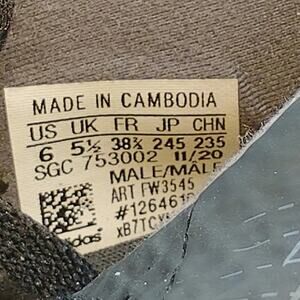 MADE IN CAMBODIA
US UK FR JP CHN
6 5½ 38⅔ 245 235
SGC 753002 11/20
MALE/MÂLE
ART FW3545